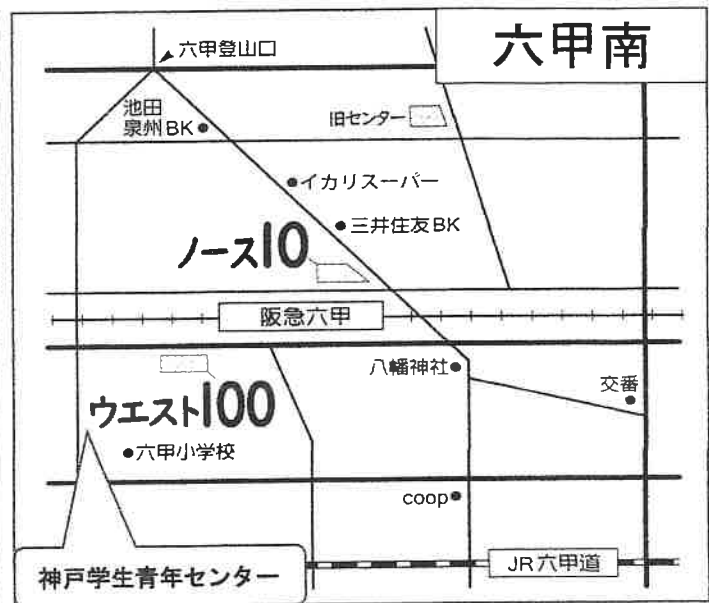 六甲南
六甲登山口
池田
泉州BK
旧センター
イカリスーパー
三井住友BK
ノース10
阪急六甲
八幡神社
交番
ウエスト100
六甲小学校
coop
JR六甲道
神戸学生青年センター